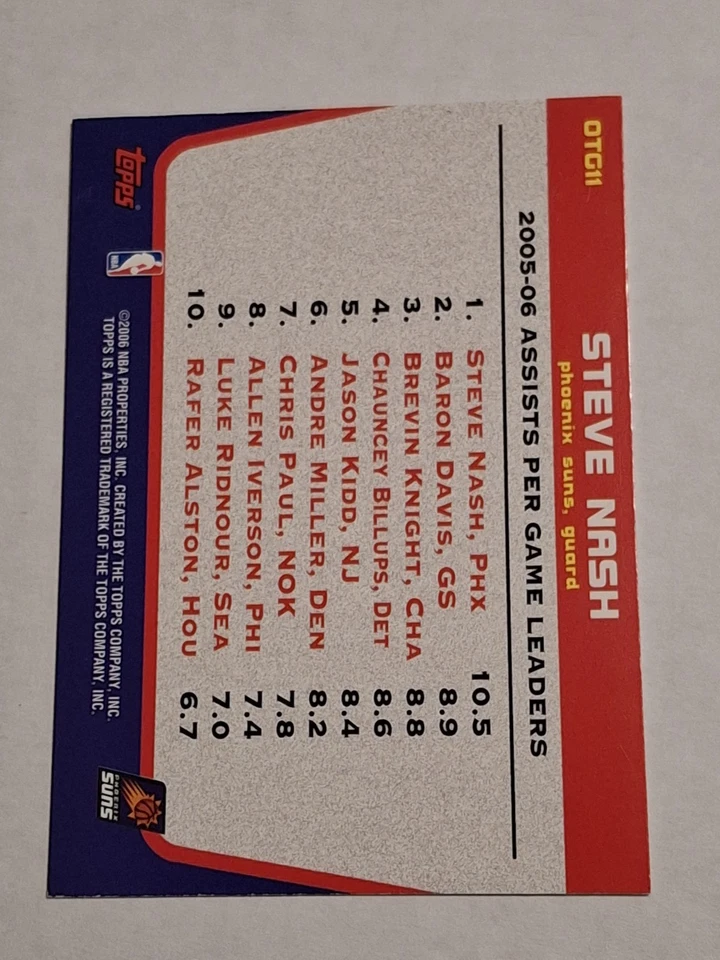 OTG11
STEVE NASH
phoenix suns, guard
2005-06 ASSISTS PER GAME LEADERS
1. STEVE NASH, PHX 10.5
2. BARON DAVIS, GS 8.9
3. BREVIN KNIGHT, CHA 8.8
4. CHAUNCEY BILLUPS, DET 8.6
5. JASON KIDD, NJ 8.4
6. ANDRE MILLER, DEN 8.2
7. CHRIS PAUL, NOK 7.8
8. ALLEN IVERSON, PHI 7.4
9. LUKE RIDNOUR, SEA 7.0
10. RAFER ALSTON, HOU 6.7
topps®
NBA
©2006 NBA PROPERTIES, INC. CREATED BY THE TOPPS COMPANY, INC.
TOPPS IS A REGISTERED TRADEMARK OF THE TOPPS COMPANY, INC.
PHOENIX
SUNS